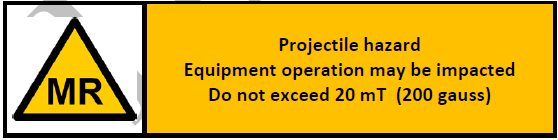 MR
Projectile hazard
Equipment operation may be impacted
Do not exceed 20 mT (200 gauss)